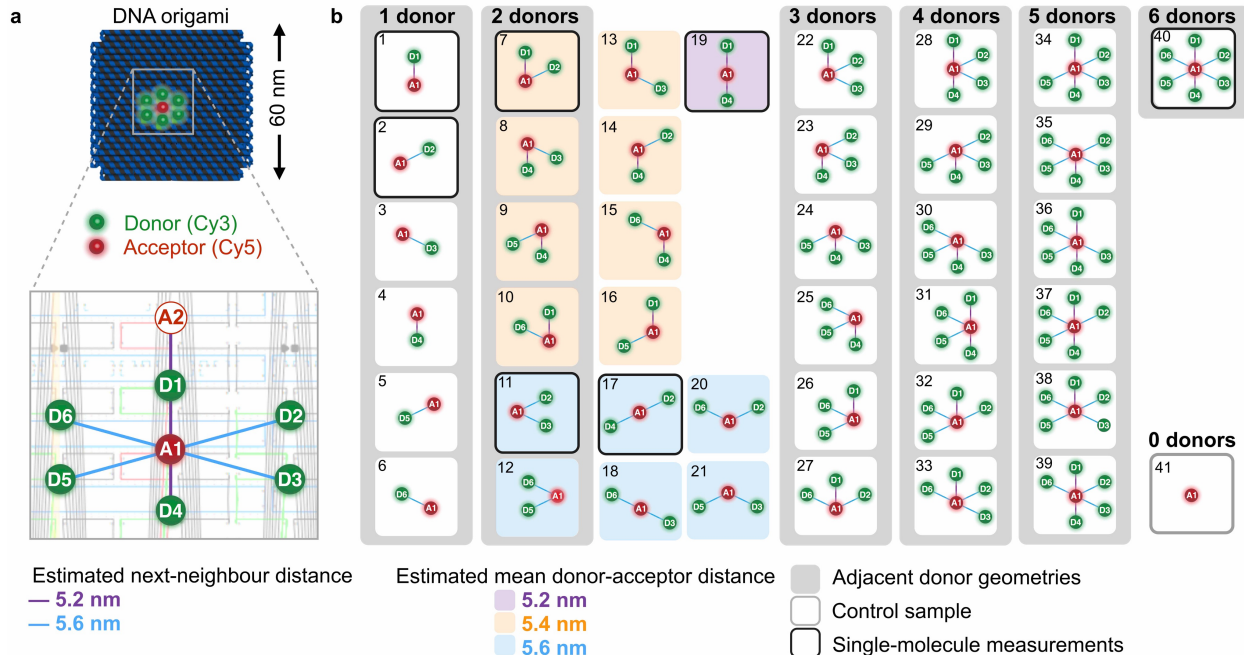 a
DNA origami
60 nm
Donor (Cy3)
Acceptor (Cy5)
A2
D1
D6
D2
A1
D5
D3
D4
Estimated next-neighbour distance
— 5.2 nm
— 5.6 nm
b
1 donor
2 donors
3 donors
4 donors
5 donors
6 donors
1
D1
A1
7
D1
D2
A1
13
D1
A1
D3
19
D1
A1
D4
22
D1
D2
A1
D3
28
D1
D2
A1
D3
D4
34
D1
D2
A1
D5
D3
D4
40
D1
D6
D2
A1
D5
D3
D4
2
D2
A1
8
A1
D3
D4
14
D2
A1
D4
23
D2
A1
D3
D4
29
D2
A1
D5
D3
D4
35
D6
D2
A1
D5
D3
D4
3
A1
D3
9
A1
D5
D4
15
D6
A1
D4
24
A1
D5
D3
D4
30
D6
A1
D5
D3
D4
36
D1
D6
A1
D5
D3
D4
4
A1
D4
10
D1
D6
A1
16
D1
A1
D5
25
D6
A1
D5
D4
31
D1
D6
A1
D5
D4
37
D1
D6
D2
A1
D5
D4
5
A1
D5
11
D2
A1
D3
17
D2
A1
D4
20
D6
D2
A1
26
D1
D6
A1
D5
32
D1
D6
D2
A1
D5
38
D1
D6
D2
A1
D5
D3
0 donors
6
D6
A1
12
D6
A1
D5
18
D6
A1
D3
21
A1
D5
D3
27
D1
D6
D2
A1
33
D1
D2
D6
A1
D3
39
D1
D6
D2
A1
D3
D4
41
A1
Estimated mean donor-acceptor distance
5.2 nm
5.4 nm
5.6 nm
Adjacent donor geometries
Control sample
Single-molecule measurements